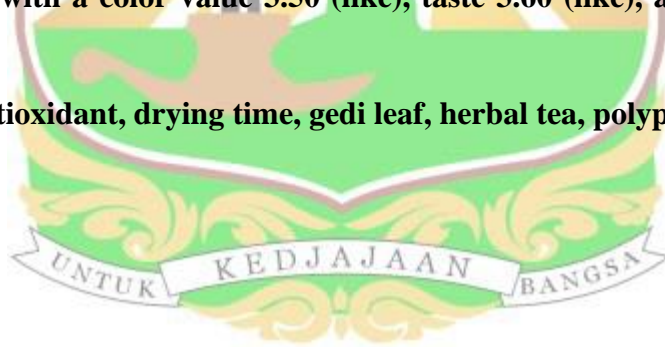 with a color value 3.50 (like), taste 3.60 (like), a
tioxidant, drying time, gedi leaf, herbal tea, polyp
UNTUK KEDJAJAAN BANGSA